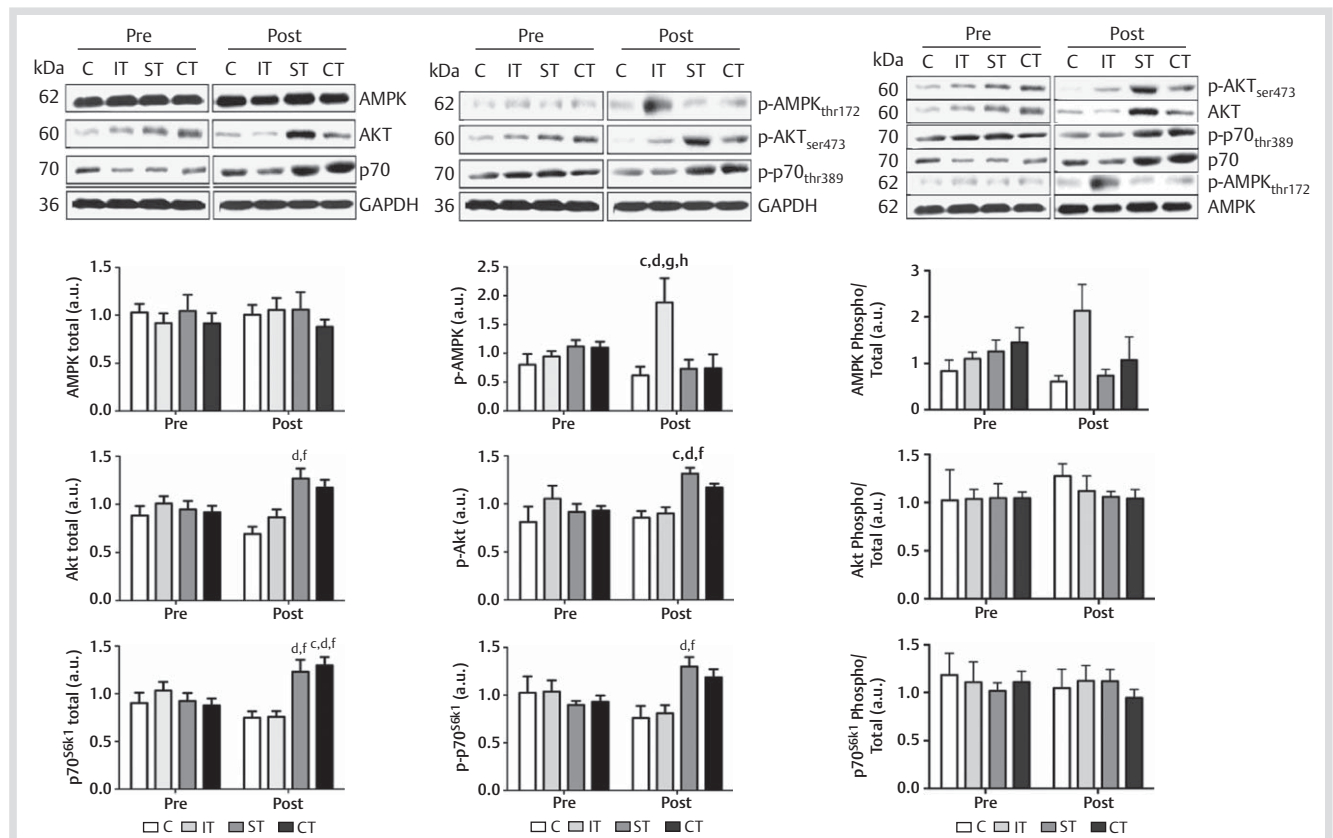 Pre Post
kDa C IT ST CT C IT ST CT
62 AMPK
60 AKT
70 p70
36 GAPDH
Pre Post
kDa C IT ST CT C IT ST CT
62 p-AMPKthr172
60 p-AKTser473
70 p-p70thr389
36 GAPDH
Pre Post
kDa C IT ST CT C IT ST CT
60 p-AKTser473
60 AKT
70 p-p70thr389
70 p70
62 p-AMPKthr172
62 AMPK
AMPK total (a.u.)
1.5
1.0
0.5
0.0
Pre Post
p-AMPK (a.u.)
2.5
2.0
1.5
1.0
0.5
0.0
c,d,g,h
Pre Post
AMPK Phospho/
Total (a.u.)
3
2
1
0
Pre Post
Akt total (a.u.)
1.5
1.0
0.5
0.0
d,f
Pre Post
p-Akt (a.u.)
1.5
1.0
0.5
0.0
c,d,f
Pre Post
Akt Phospho/
Total (a.u.)
1.5
1.0
0.5
0.0
Pre Post
p70S6k1 total (a.u.)
1.5
1.0
0.5
0.0
d,f c,d,f
Pre Post
C IT ST CT
p-p70S6k1 (a.u.)
1.5
1.0
0.5
0.0
d,f
Pre Post
C IT ST CT
p70S6k1 Phospho/
Total (a.u.)
1.5
1.0
0.5
0.0
Pre Post
C IT ST CT